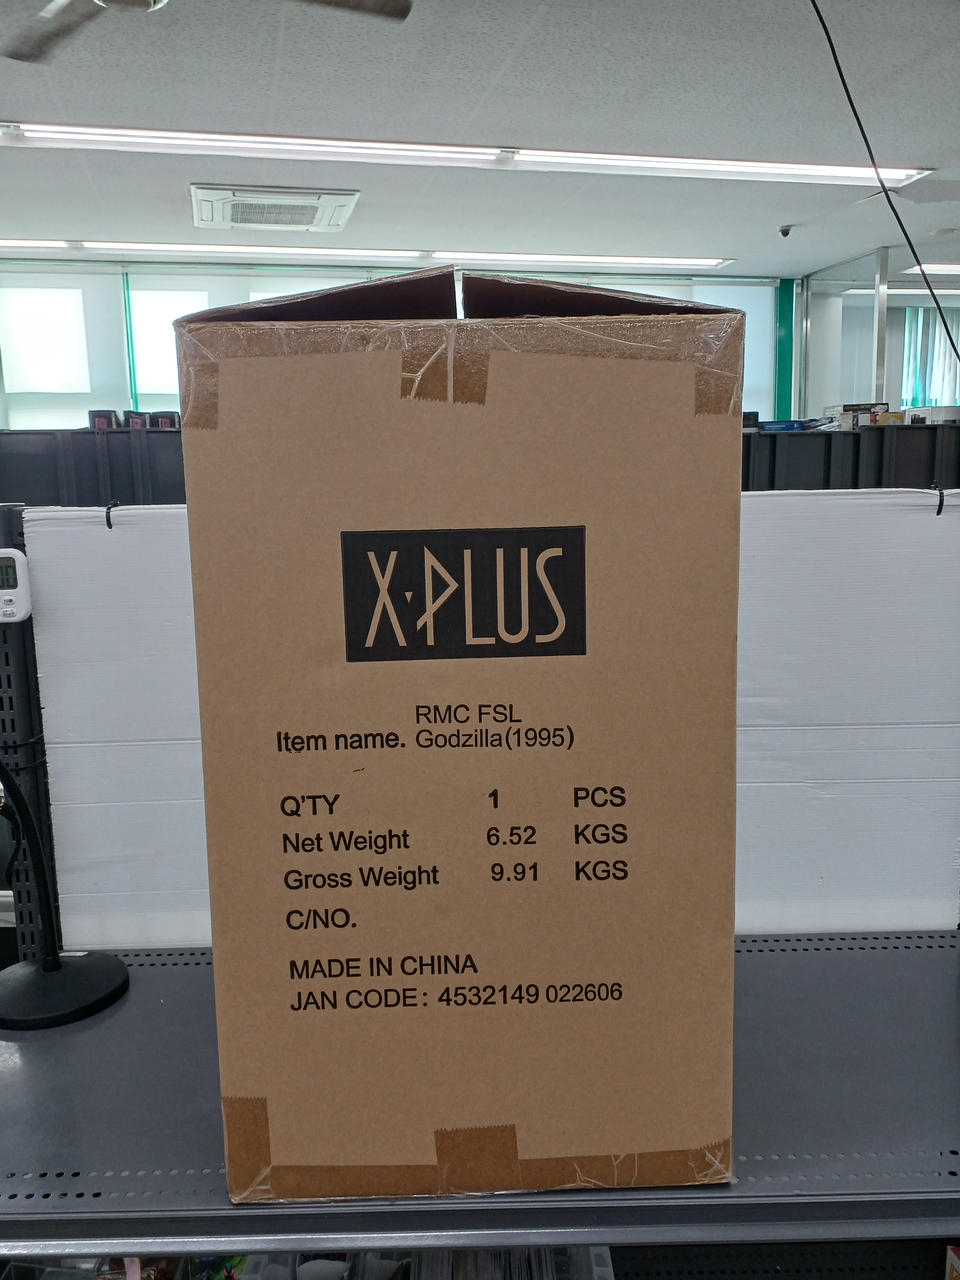 X·PLUS
RMC FSL
Item name. Godzilla(1995)
Q'TY 1 PCS
Net Weight 6.52 KGS
Gross Weight 9.91 KGS
C/NO.
MADE IN CHINA
JAN CODE: 4532149 022606